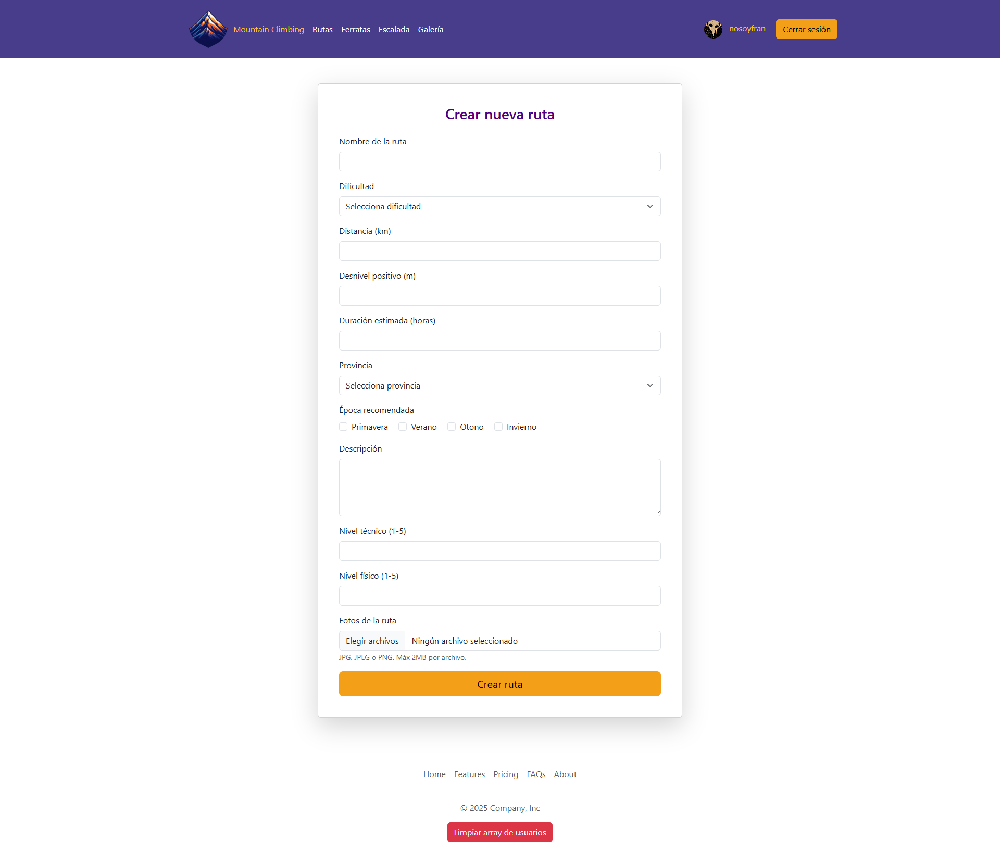 Mountain Climbing Rutas Ferratas Escalada Galería nosoyfran Cerrar sesión
Crear nueva ruta
Nombre de la ruta
Dificultad
Selecciona dificultad
Distancia (km)
Desnivel positivo (m)
Duración estimada (horas)
Provincia
Selecciona provincia
Época recomendada
Primavera Verano Otono Invierno
Descripción
Nivel técnico (1-5)
Nivel físico (1-5)
Fotos de la ruta
Elegir archivos Ningún archivo seleccionado
JPG, JPEG o PNG. Máx 2MB por archivo.
Crear ruta
Home Features Pricing FAQs About
© 2025 Company, Inc
Limpiar array de usuarios